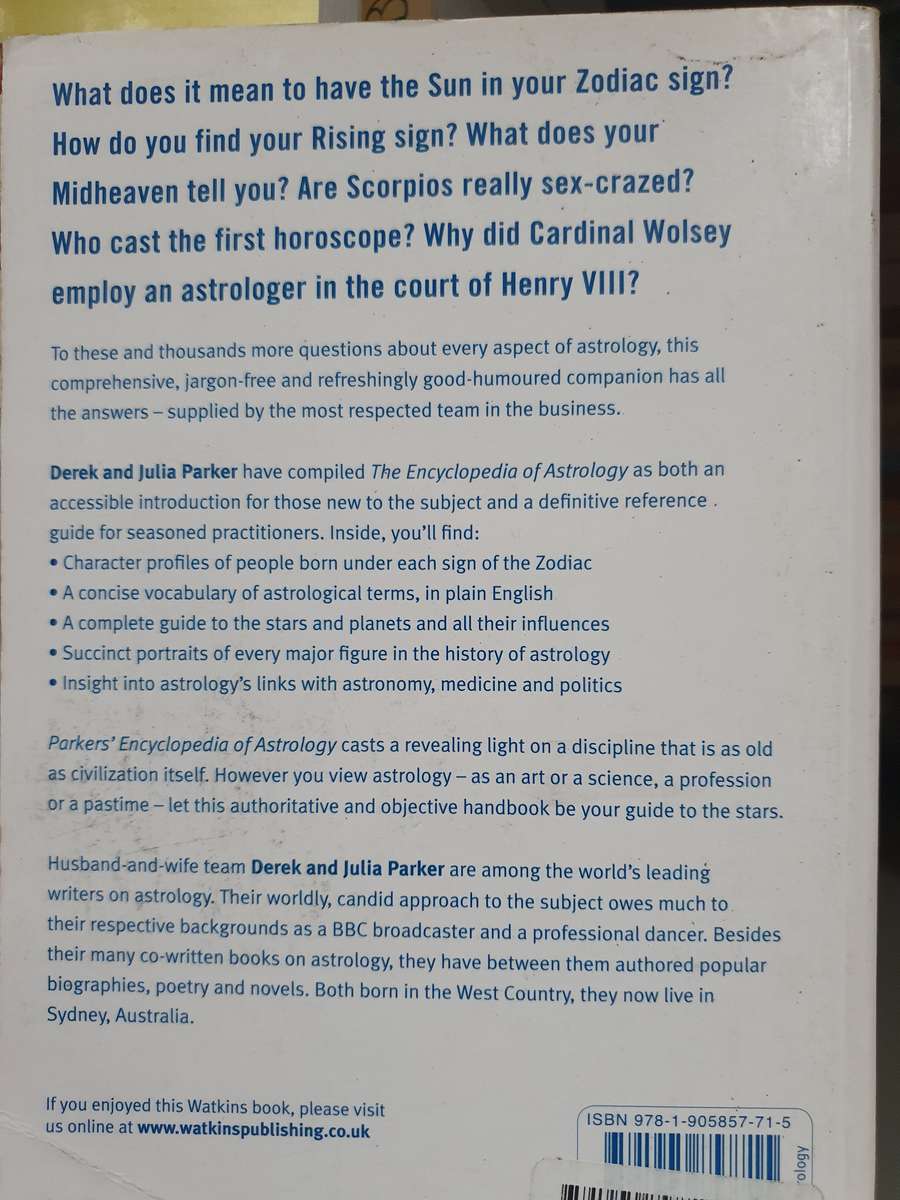 What does it mean to have the Sun in your Zodiac sign?
How do you find your Rising sign? What does your
Midheaven tell you? Are Scorpios really sex-crazed?
Who cast the first horoscope? Why did Cardinal Wolsey
employ an astrologer in the court of Henry VIII?
To these and thousands more questions about every aspect of astrology, this
comprehensive, jargon-free and refreshingly good-humoured companion has all
the answers – supplied by the most respected team in the business.
Derek and Julia Parker have compiled The Encyclopedia of Astrology as both an
accessible introduction for those new to the subject and a definitive reference
guide for seasoned practitioners. Inside, you'll find:
• Character profiles of people born under each sign of the Zodiac
• A concise vocabulary of astrological terms, in plain English
• A complete guide to the stars and planets and all their influences
• Succinct portraits of every major figure in the history of astrology
• Insight into astrology's links with astronomy, medicine and politics
Parkers' Encyclopedia of Astrology casts a revealing light on a discipline that is as old
as civilization itself. However you view astrology – as an art or a science, a profession
or a pastime – let this authoritative and objective handbook be your guide to the stars.
Husband-and-wife team Derek and Julia Parker are among the world's leading
writers on astrology. Their worldly, candid approach to the subject owes much to
their respective backgrounds as a BBC broadcaster and a professional dancer. Besides
their many co-written books on astrology, they have between them authored popular
biographies, poetry and novels. Both born in the West Country, they now live in
Sydney, Australia.
If you enjoyed this Watkins book, please visit
us online at www.watkinspublishing.co.uk
ISBN 978-1-905857-71-5
rology